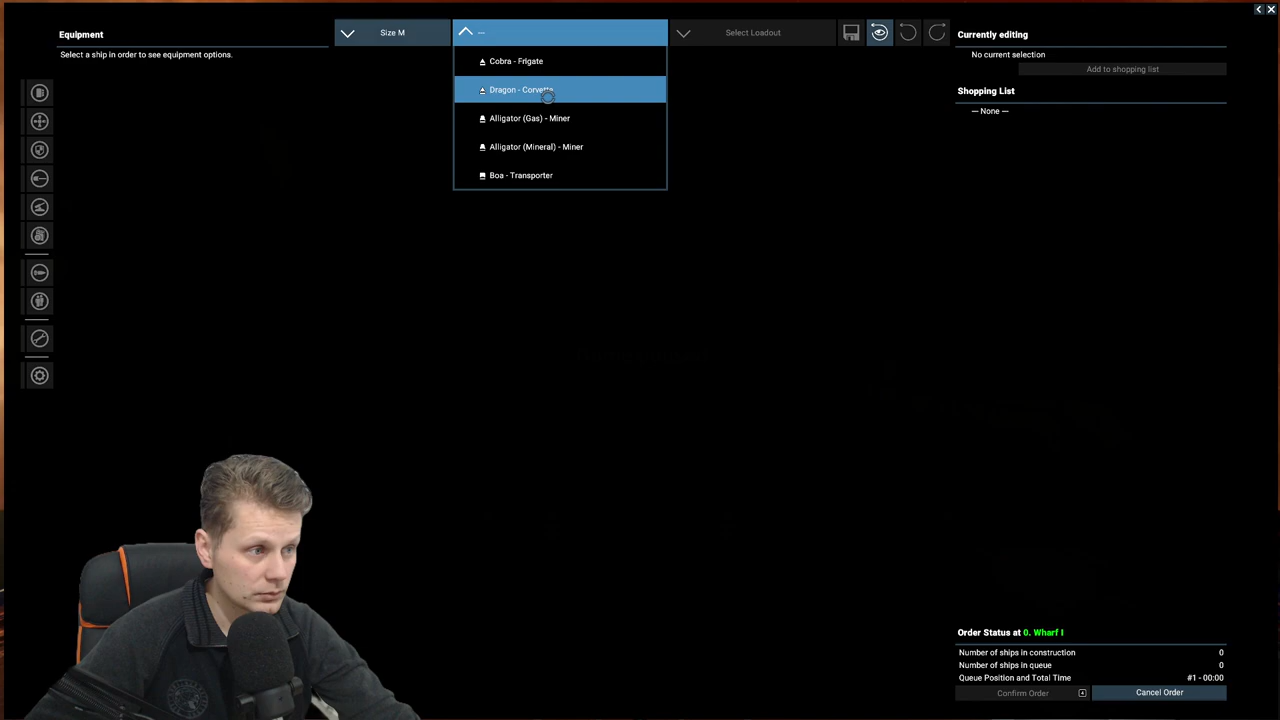 Equipment
Select a ship in order to see equipment options.
Size M
—
Select Loadout
Cobra - Frigate
Dragon - Corvette
Alligator (Gas) - Miner
Alligator (Mineral) - Miner
Boa - Transporter
Currently editing
No current selection
Add to shopping list
Shopping List
— None —
Order Status at 0. Wharf I
Number of ships in construction 0
Number of ships in queue 0
Queue Position and Total Time #1 - 00:00
Confirm Order
Cancel Order